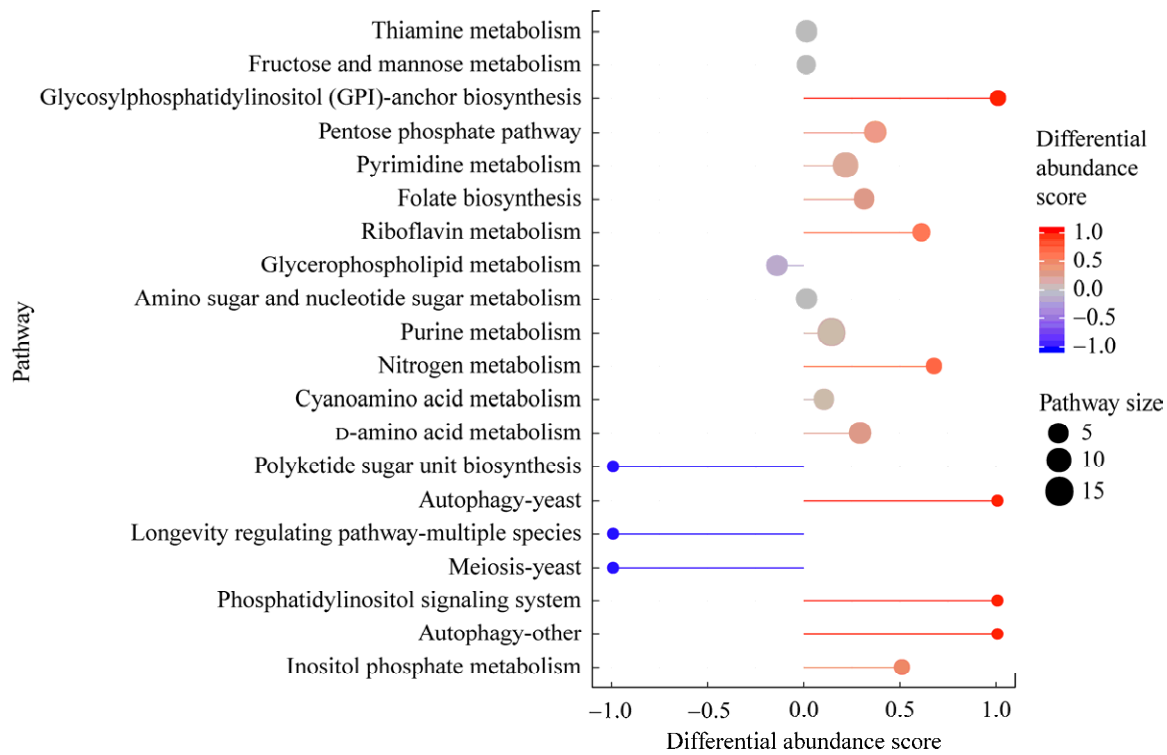 Thiamine metabolism
Fructose and mannose metabolism
Glycosylphosphatidylinositol (GPI)-anchor biosynthesis
Pentose phosphate pathway
Pyrimidine metabolism
Folate biosynthesis
Riboflavin metabolism
Glycerophospholipid metabolism
Amino sugar and nucleotide sugar metabolism
Purine metabolism
Nitrogen metabolism
Cyanoamino acid metabolism
D-amino acid metabolism
Polyketide sugar unit biosynthesis
Autophagy-yeast
Longevity regulating pathway-multiple species
Meiosis-yeast
Phosphatidylinositol signaling system
Autophagy-other
Inositol phosphate metabolism
Pathway
−1.0 −0.5 0.0 0.5 1.0
Differential abundance score
Differential
abundance
score
1.0
0.5
0.0
−0.5
−1.0
Pathway size
5
10
15